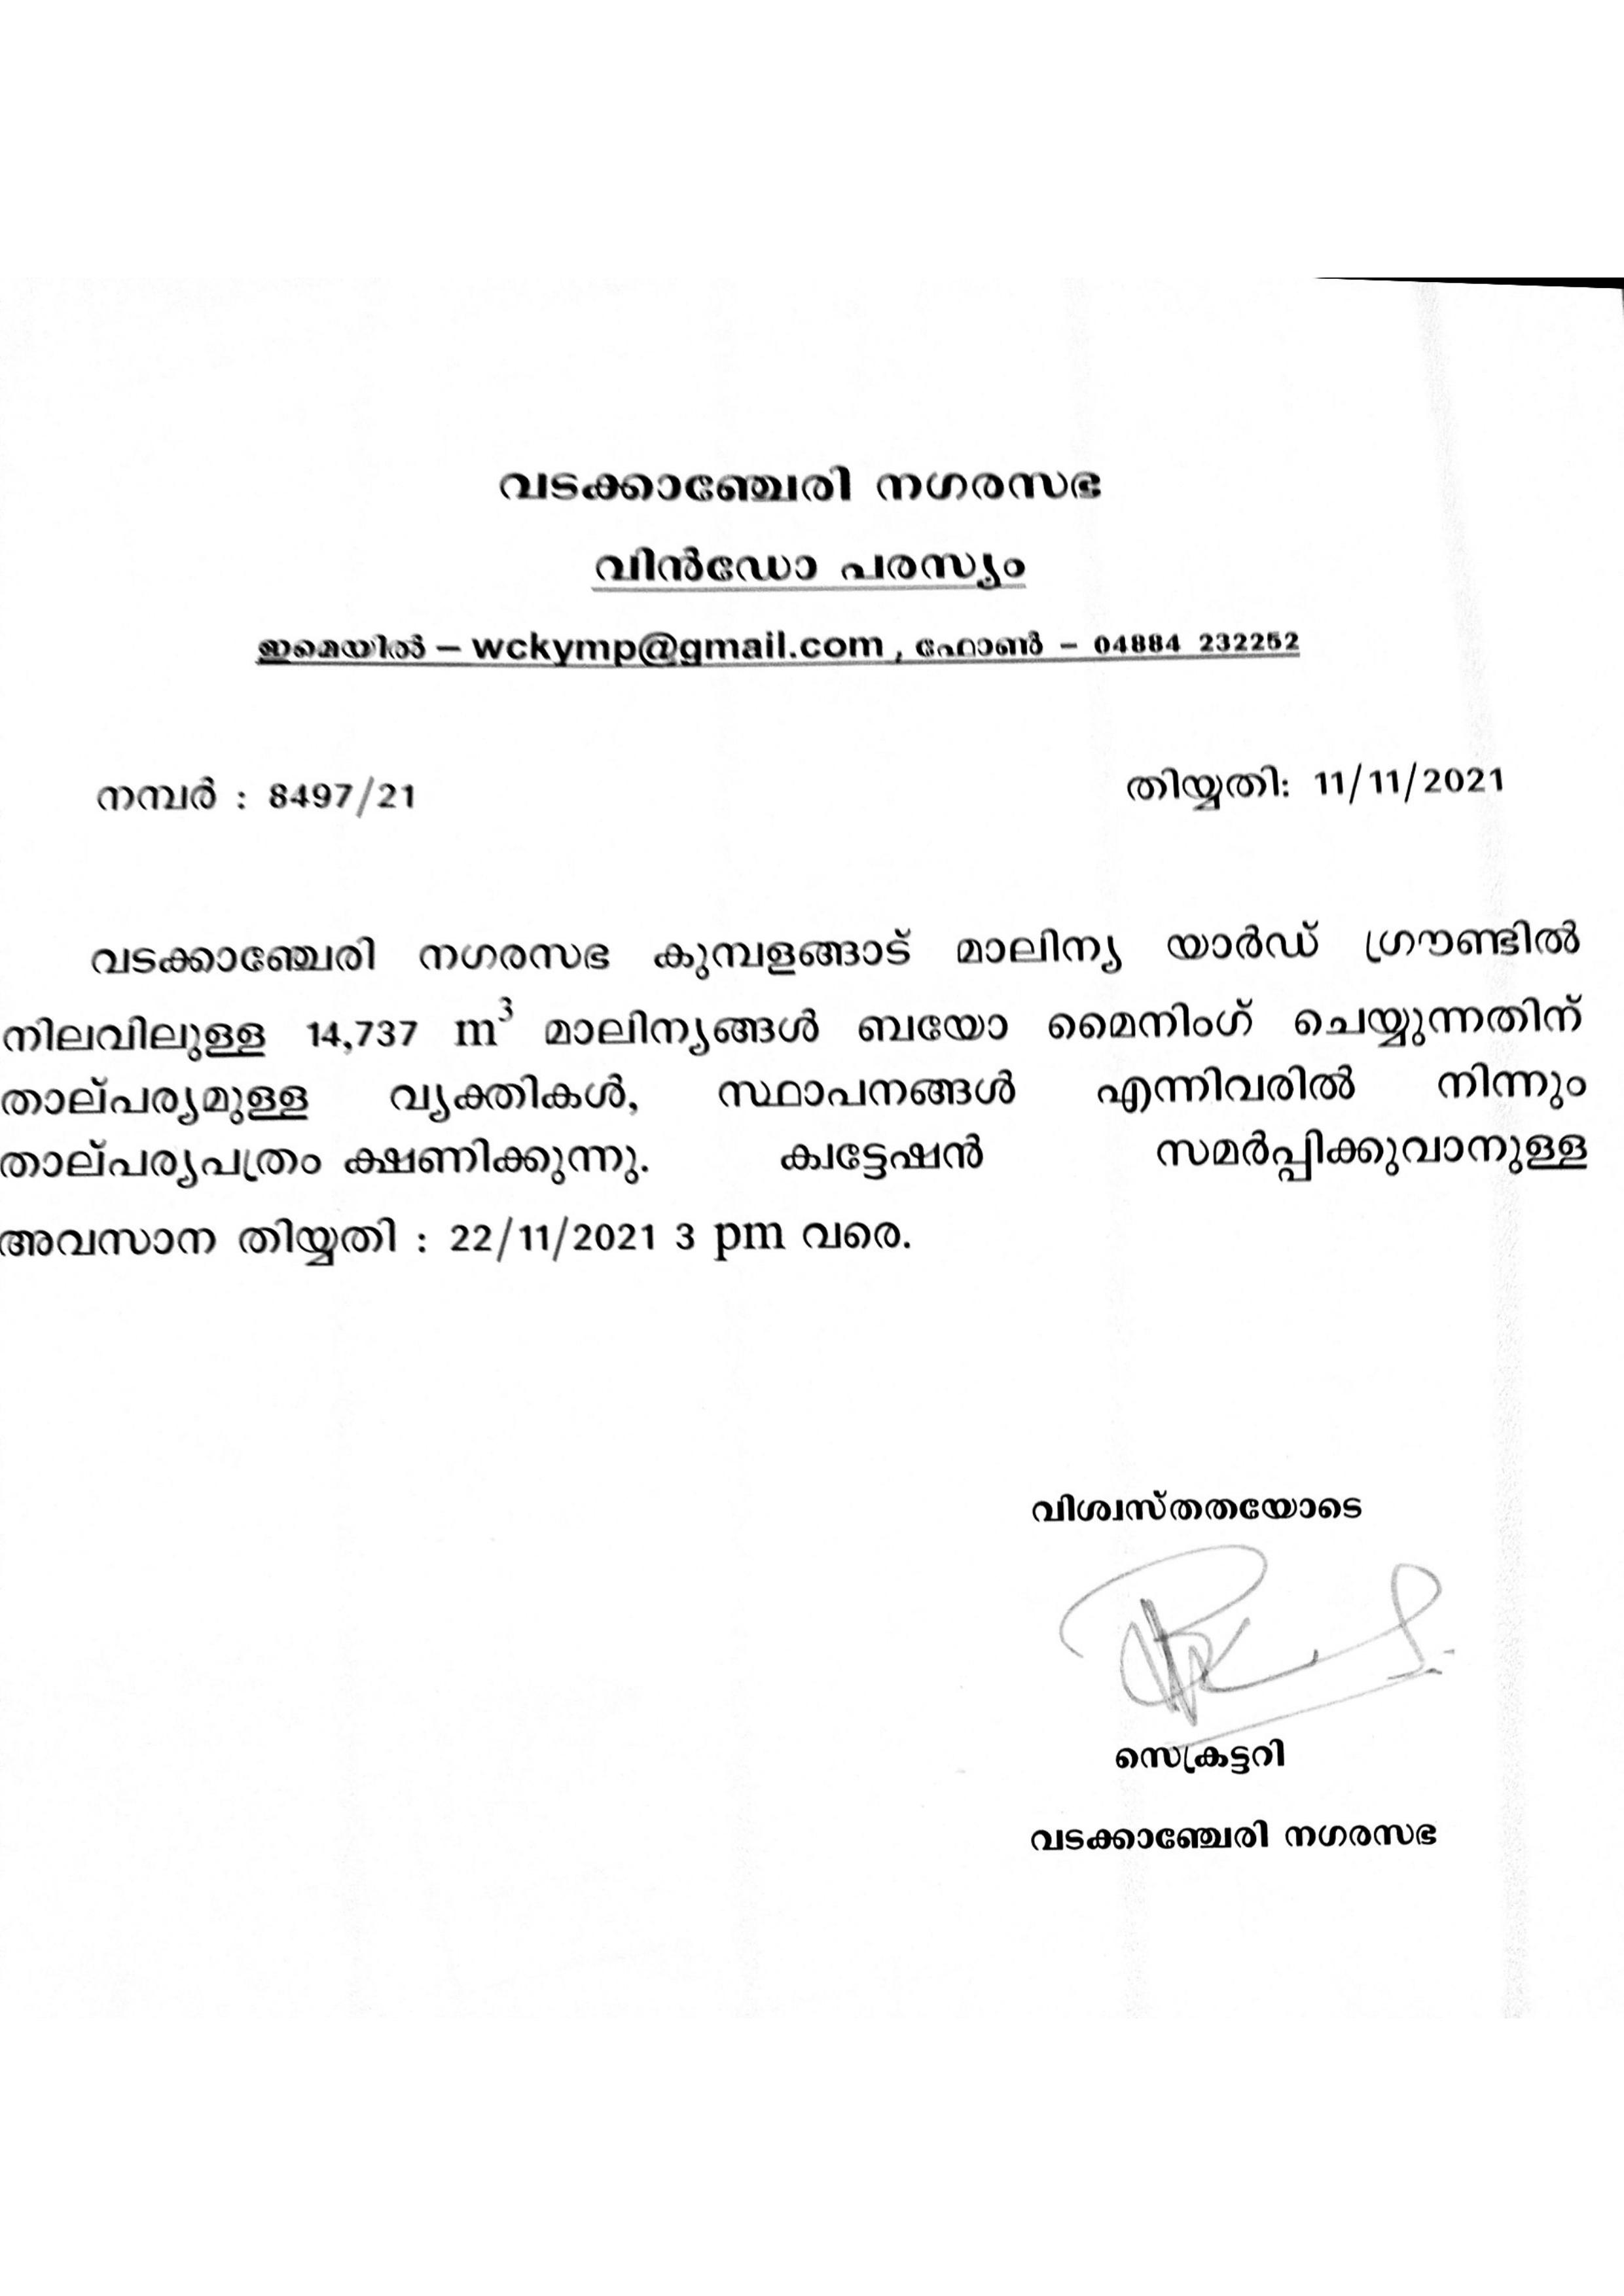 വടക്കാഞ്ചേരി നഗരസഭ
വിൻഡോ പരസ്യം
ഇമെയിൽ – wckymp@gmail.com , ഫോൺ – 04884 232252
നമ്പർ : 8497/21 തിയ്യതി: 11/11/2021
വടക്കാഞ്ചേരി നഗരസഭ കുമ്പളങ്ങാട് മാലിന്യ യാർഡ് ഗ്രൗണ്ടിൽ
നിലവിലുള്ള 14,737 m³ മാലിന്യങ്ങൾ ബയോ മൈനിംഗ് ചെയ്യുന്നതിന്
താല്പര്യമുള്ള വ്യക്തികൾ, സ്ഥാപനങ്ങൾ എന്നിവരിൽ നിന്നും
താല്പര്യപത്രം ക്ഷണിക്കുന്നു. ക്വട്ടേഷൻ സമർപ്പിക്കുവാനുള്ള
അവസാന തിയ്യതി : 22/11/2021 3 pm വരെ.
വിശ്വസ്തതയോടെ
സെക്രട്ടറി
വടക്കാഞ്ചേരി നഗരസഭ